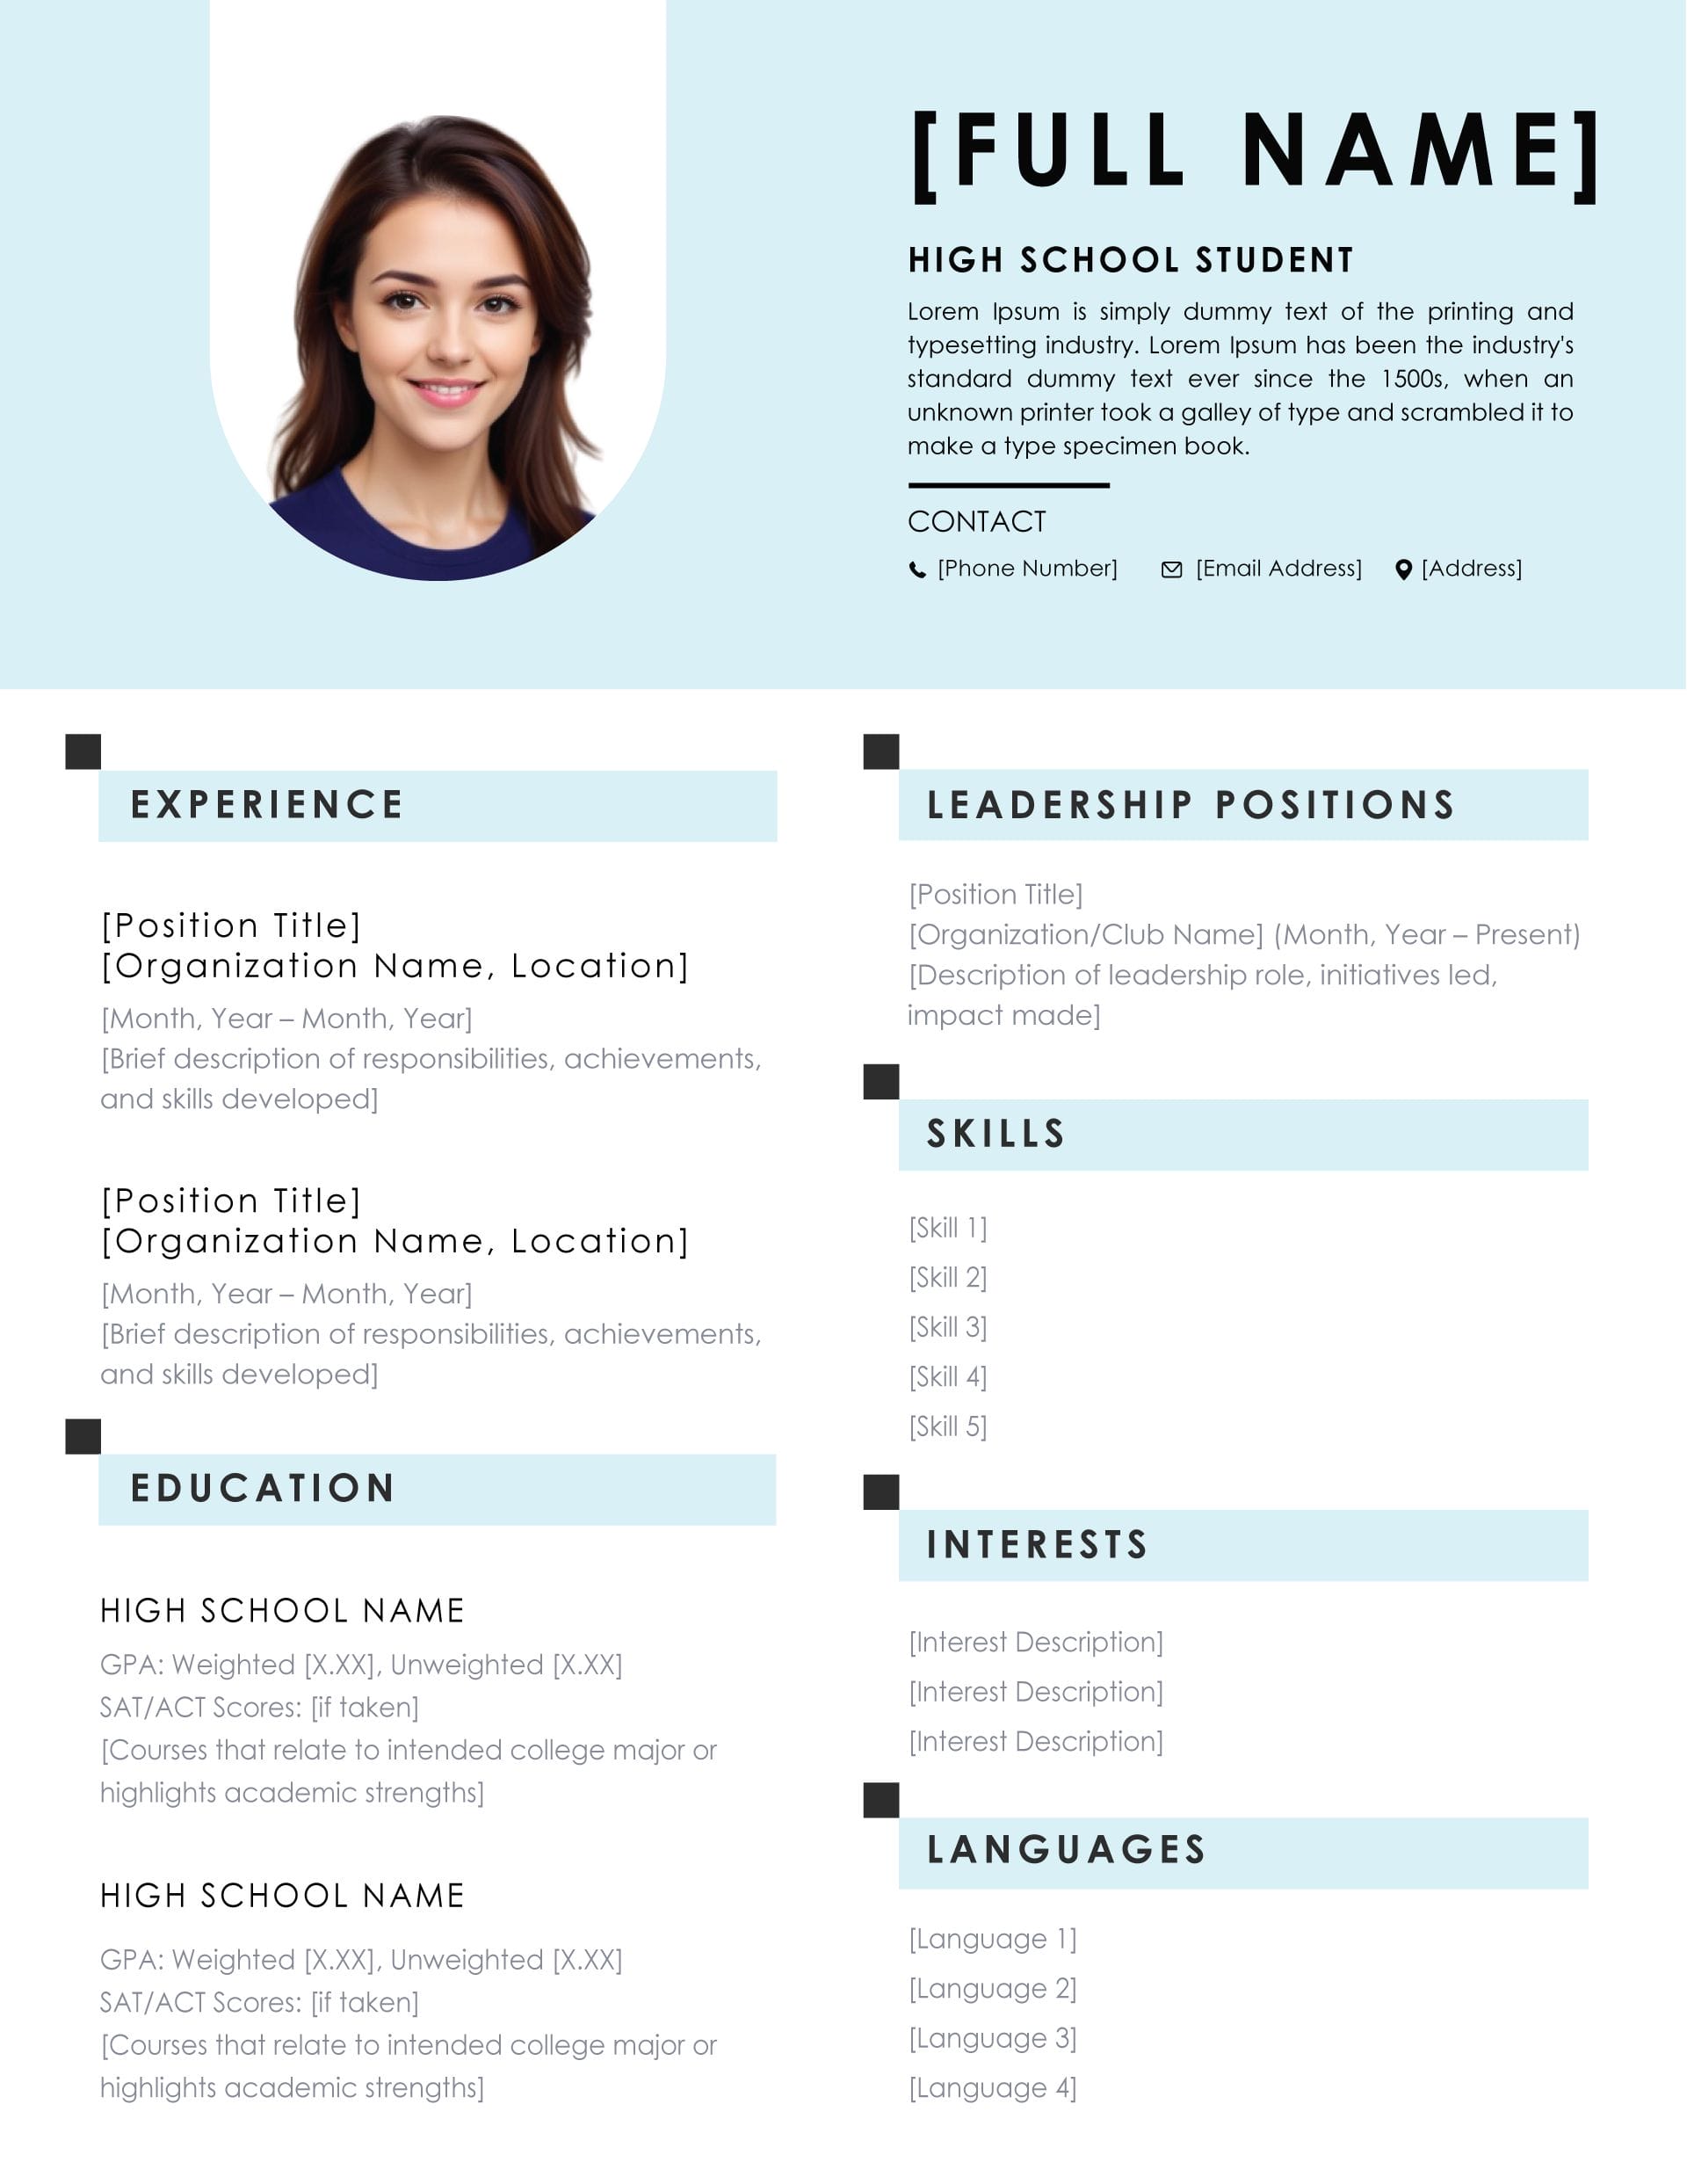 [FULL NAME]
HIGH SCHOOL STUDENT
Lorem Ipsum is simply dummy text of the printing and
typesetting industry. Lorem Ipsum has been the industry's
standard dummy text ever since the 1500s, when an
unknown printer took a galley of type and scrambled it to
make a type specimen book.
CONTACT
[Phone Number] [Email Address] [Address]
EXPERIENCE
[Position Title]
[Organization Name, Location]
[Month, Year – Month, Year]
[Brief description of responsibilities, achievements,
and skills developed]
[Position Title]
[Organization Name, Location]
[Month, Year – Month, Year]
[Brief description of responsibilities, achievements,
and skills developed]
EDUCATION
HIGH SCHOOL NAME
GPA: Weighted [X.XX], Unweighted [X.XX]
SAT/ACT Scores: [if taken]
[Courses that relate to intended college major or
highlights academic strengths]
HIGH SCHOOL NAME
GPA: Weighted [X.XX], Unweighted [X.XX]
SAT/ACT Scores: [if taken]
[Courses that relate to intended college major or
highlights academic strengths]
LEADERSHIP POSITIONS
[Position Title]
[Organization/Club Name] (Month, Year – Present)
[Description of leadership role, initiatives led,
impact made]
SKILLS
[Skill 1]
[Skill 2]
[Skill 3]
[Skill 4]
[Skill 5]
INTERESTS
[Interest Description]
[Interest Description]
[Interest Description]
LANGUAGES
[Language 1]
[Language 2]
[Language 3]
[Language 4]